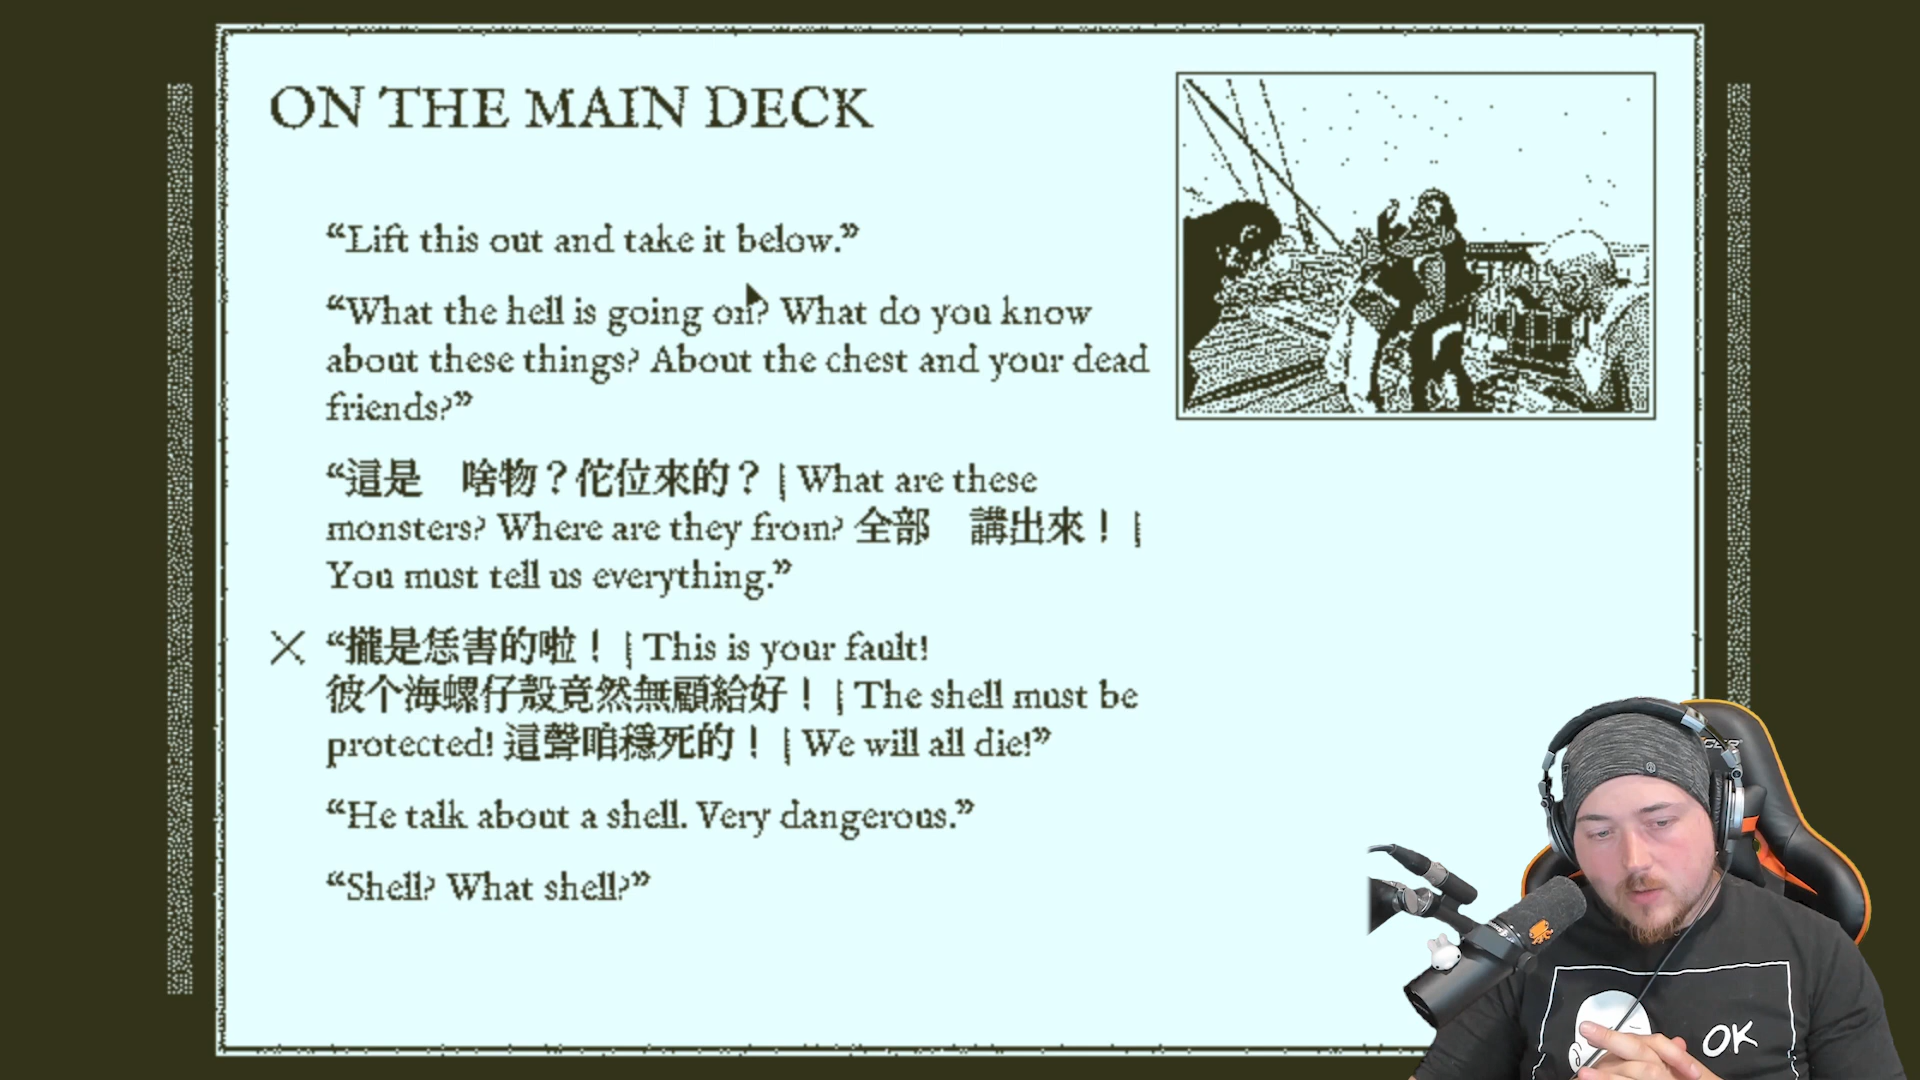 ON THE MAIN DECK
“Lift this out and take it below.”
“What the hell is going on? What do you know
about these things? About the chest and your dead
friends?”
“這是　啥物？佗位來的？ | What are these
monsters? Where are they from? 全部　講出來！ |
You must tell us everything.”
“攏是恁害的啦！ | This is your fault!
彼个海螺仔殼竟然無顧給好！ | The shell must be
protected! 這聲咱穩死的！ | We will all die!”
“He talk about a shell. Very dangerous.”
“Shell? What shell?”
OK